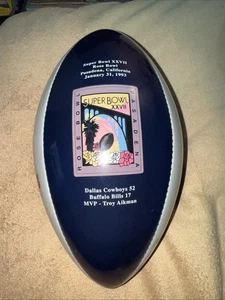 Super Bowl XXVII
Rose Bowl
Pasadena, California
January 31, 1993
SUPER BOWL
XXVII
ROSE BOWL
PASADENA
Dallas Cowboys 52
Buffalo Bills 17
MVP - Troy Aikman